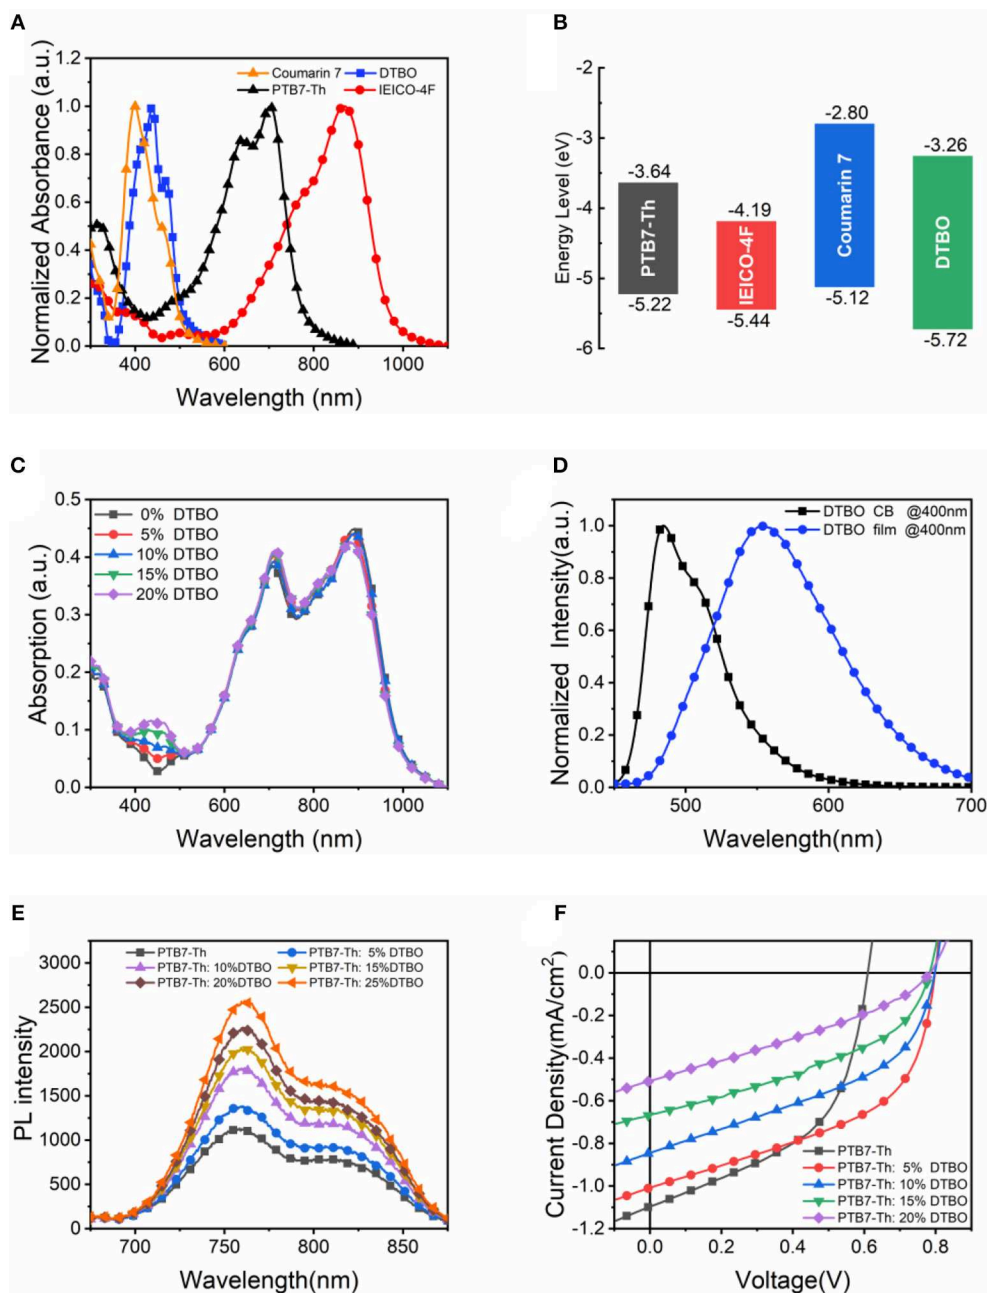 A
Normalized Absorbance (a.u.)
1.2
1.0
0.8
0.6
0.4
0.2
0.0
Coumarin 7
DTBO
PTB7-Th
IEICO-4F
400
600
800
1000
Wavelength (nm)
B
Energy Level (eV)
-2
-3
-4
-5
-6
-3.64
PTB7-Th
-5.22
-4.19
IEICO-4F
-5.44
-2.80
Coumarin 7
-5.12
-3.26
DTBO
-5.72
C
Absorption (a.u.)
0.5
0.4
0.3
0.2
0.1
0.0
0% DTBO
5% DTBO
10% DTBO
15% DTBO
20% DTBO
400
600
800
1000
Wavelength (nm)
D
Normalized Intensity(a.u.)
1.0
0.8
0.6
0.4
0.2
0.0
DTBO CB @400nm
DTBO film @400nm
500
600
700
Wavelength(nm)
E
PL intensity
3000
2500
2000
1500
1000
500
0
PTB7-Th
PTB7-Th: 5% DTBO
PTB7-Th: 10%DTBO
PTB7-Th: 15%DTBO
PTB7-Th: 20%DTBO
PTB7-Th: 25%DTBO
700
750
800
850
Wavelength(nm)
F
Current Density(mA/cm²)
0.0
-0.2
-0.4
-0.6
-0.8
-1.0
-1.2
PTB7-Th
PTB7-Th: 5% DTBO
PTB7-Th: 10% DTBO
PTB7-Th: 15% DTBO
PTB7-Th: 20% DTBO
0.0
0.2
0.4
0.6
0.8
Voltage(V)